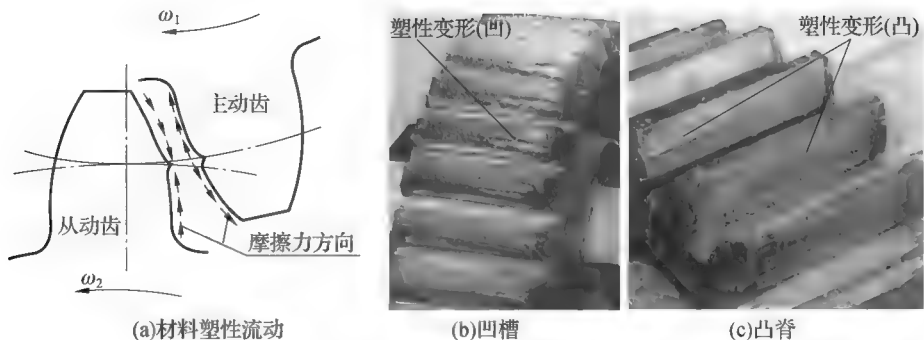 ω₁
主动齿
从动齿
摩擦力方向
ω₂
(a)材料塑性流动
塑性变形(凹)
(b)凹槽
塑性变形(凸)
(c)凸脊